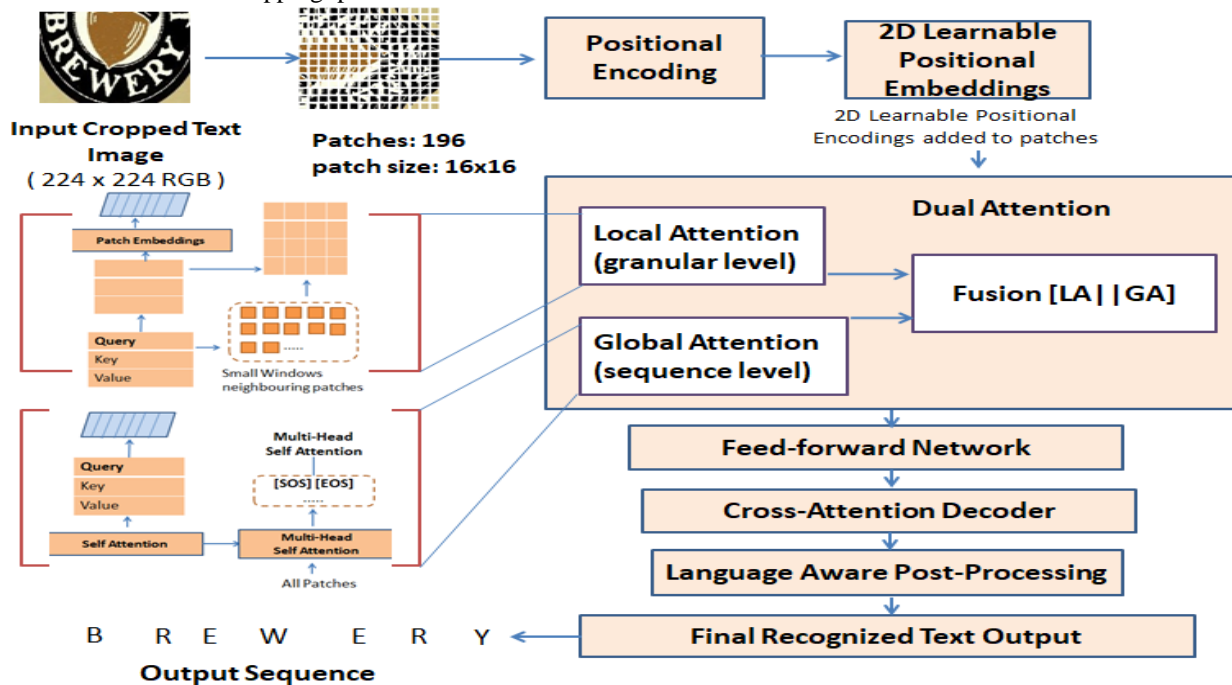 BREWERY
Positional
Encoding
2D Learnable
Positional
Embeddings
Input Cropped Text
Image
( 224 x 224 RGB )
Patches: 196
patch size: 16x16
2D Learnable Positional
Encodings added to patches
Dual Attention
Local Attention
(granular level)
Fusion [LA||GA]
Global Attention
(sequence level)
Patch Embeddings
Query
Key
Value
Small Windows
neighbouring patches
Query
Key
Value
Self Attention
Multi-Head
Self Attention
[SOS] [EOS]
.....
Multi-Head
Self Attention
All Patches
Feed-forward Network
Cross-Attention Decoder
Language Aware Post-Processing
Final Recognized Text Output
B R E W E R Y
Output Sequence